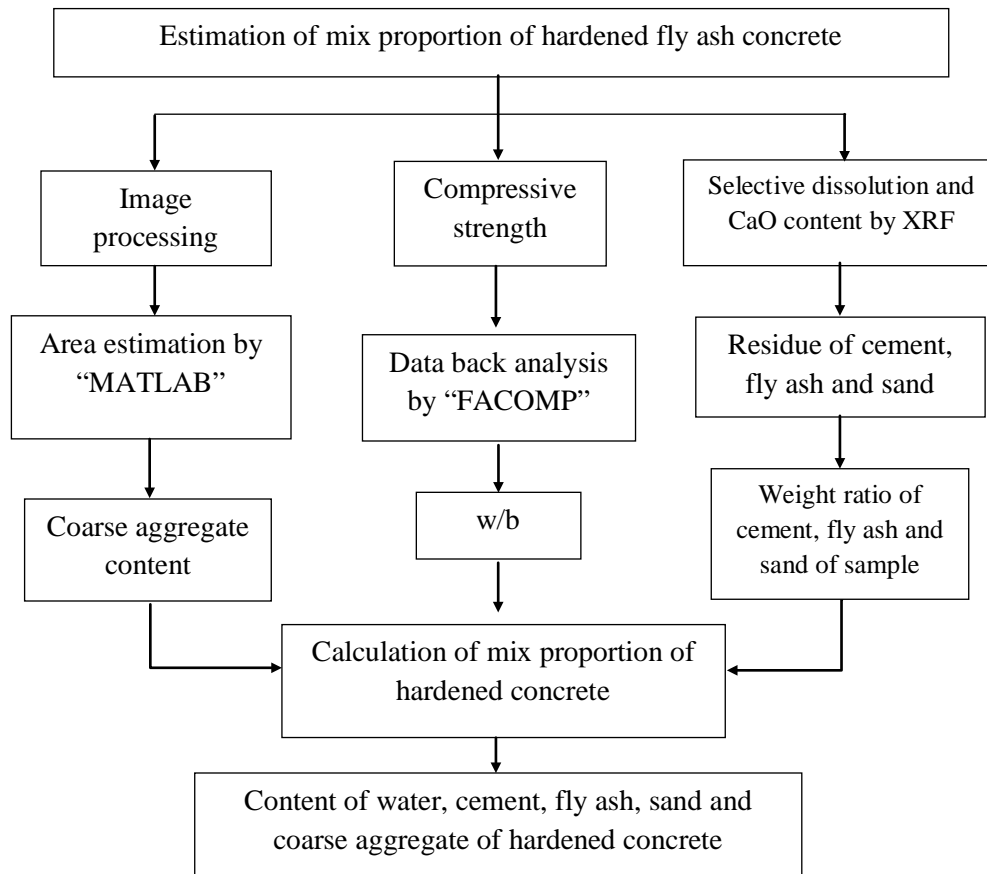 Estimation of mix proportion of hardened fly ash concrete
Image
processing
Compressive
strength
Selective dissolution and
CaO content by XRF
Area estimation by
“MATLAB”
Data back analysis
by “FACOMP”
Residue of cement,
fly ash and sand
Coarse aggregate
content
w/b
Weight ratio of
cement, fly ash and
sand of sample
Calculation of mix proportion of
hardened concrete
Content of water, cement, fly ash, sand and
coarse aggregate of hardened concrete